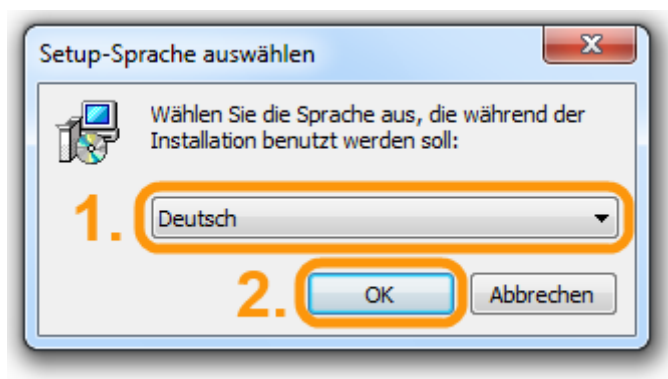 Setup-Sprache auswählen
Wählen Sie die Sprache aus, die während der
Installation benutzt werden soll:
1. Deutsch
2. OK Abbrechen